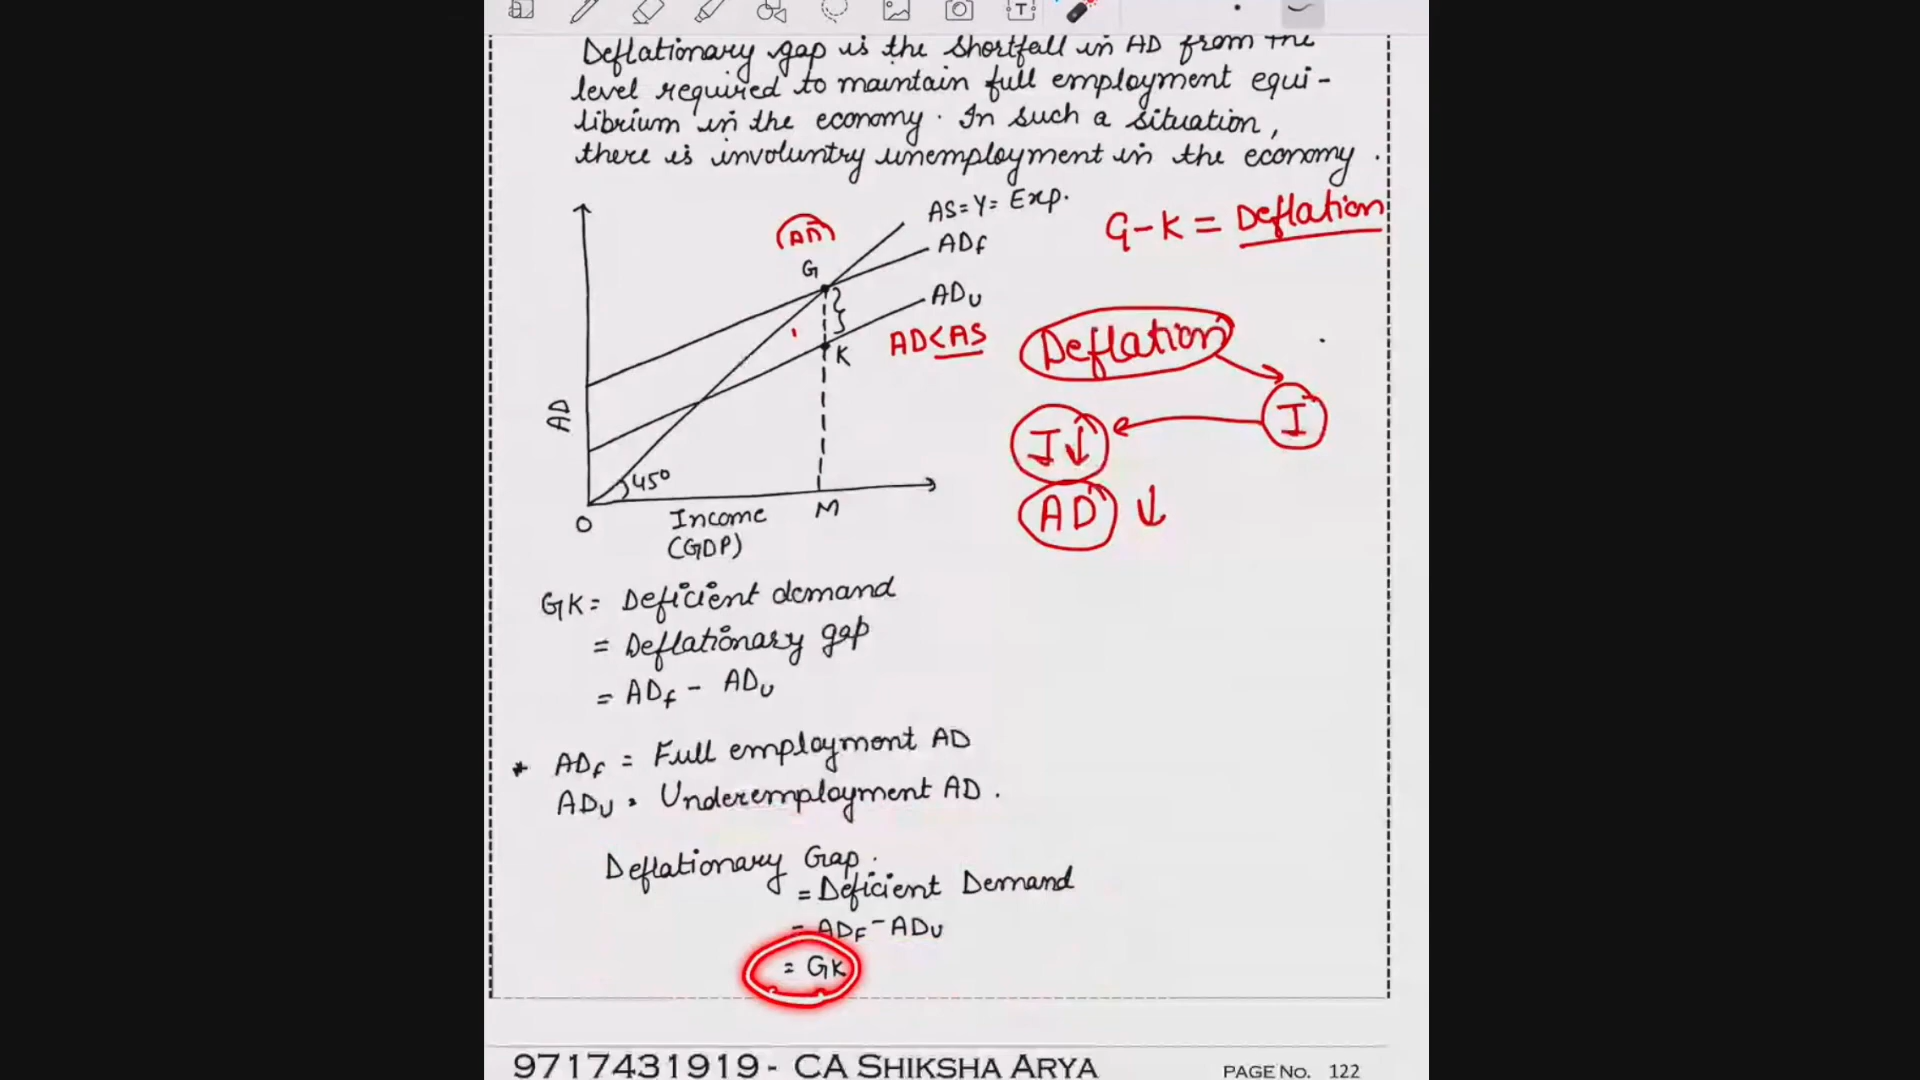 Deflationary gap is the shortfall in AD from the
level required to maintain full employment equi-
librium in the economy. In such a situation,
there is involuntry unemployment in the economy.
AS=Y= Exp.
G-K = Deflation
AD
ADf
G
ADU
AD<AS
Deflation
K
I
AD
I↓
45°
AD ↓
O
Income
M
(GDP)
GK= Deficient demand
= Deflationary gap
= ADf - ADU
* ADf = Full employment AD
ADU = Underemployment AD.
Deflationary Gap.
= Deficient Demand
= ADF - ADU
= GK
9717431919- CA SHIKSHA ARYA
PAGE No. 122